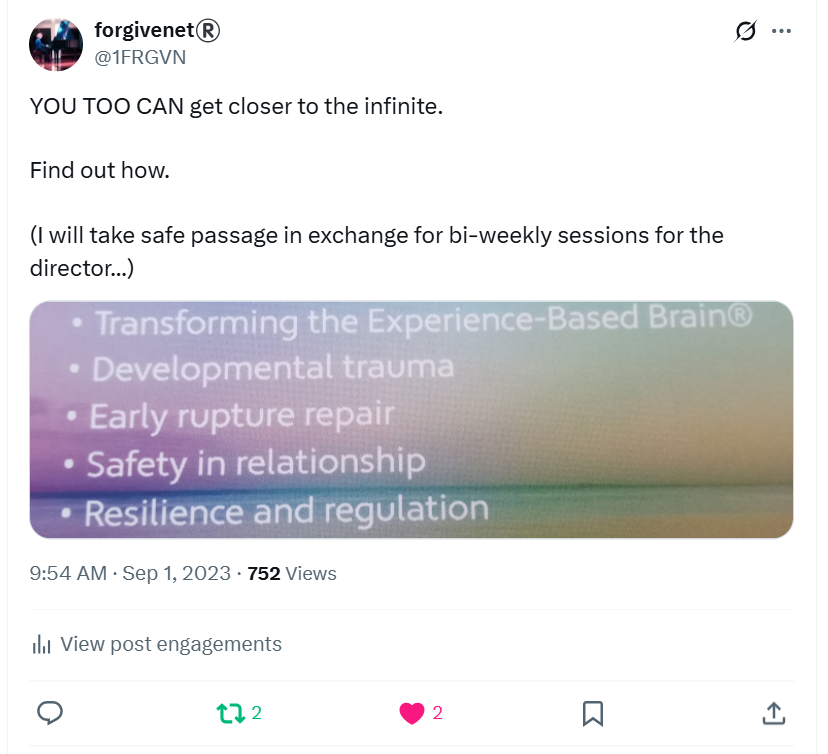 forgivenet®
@1FRGVN
YOU TOO CAN get closer to the infinite.
Find out how.
(I will take safe passage in exchange for bi-weekly sessions for the
director...)
• Transforming the Experience-Based Brain®
• Developmental trauma
• Early rupture repair
• Safety in relationship
• Resilience and regulation
9:54 AM · Sep 1, 2023 · 752 Views
View post engagements
2 2